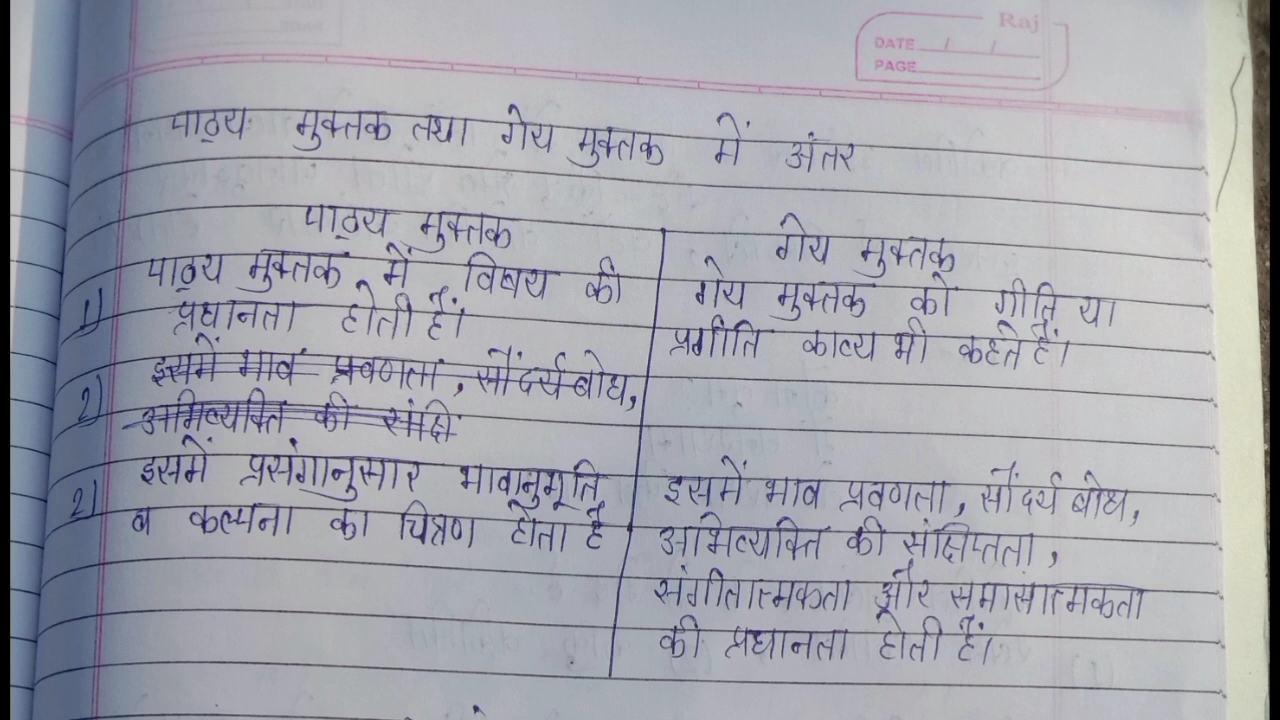 Raj
DATE / /
PAGE
पाठ्य मुक्तक तथा गेय मुक्तक में अंतर
पाठ्य मुक्तक
पाठ्य मुक्तक में विषय की
1) प्रधानता होती है।
2) इसमें भाव प्रवणता, सौंदर्य बोध,
अभिव्यक्ति की संक्षि
2) इसमें प्रसंगानुसार भावानुभूति
व कल्पना का चित्रण होता है
गेय मुक्तक
गेय मुक्तक को गीति या
प्रगीति काव्य भी कहते हैं।
इसमें भाव प्रवणता, सौंदर्य बोध,
अभिव्यक्ति की संक्षिप्तता,
संगीतात्मकता और समासात्मकता
की प्रधानता होती हैं।